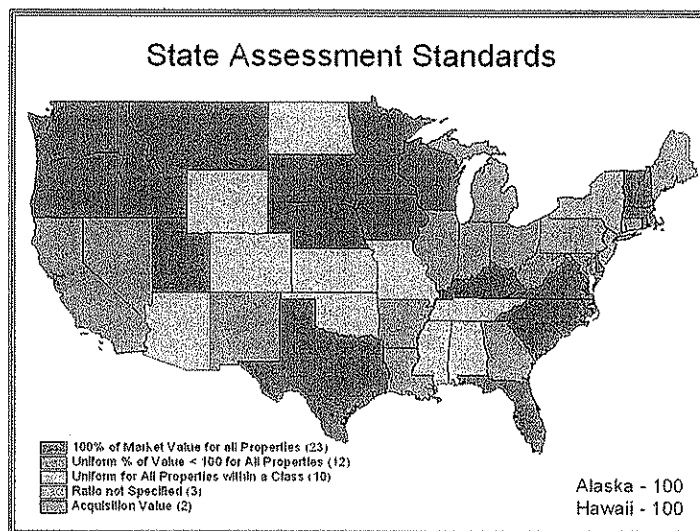 State Assessment Standards
100% of Market Value for all Properties (23)
Uniform % of Value < 100 for All Properties (12)
Uniform for All Properties within a Class (10)
Ratio not Specified (3)
Acquisition Value (2)
Alaska - 100
Hawaii - 100